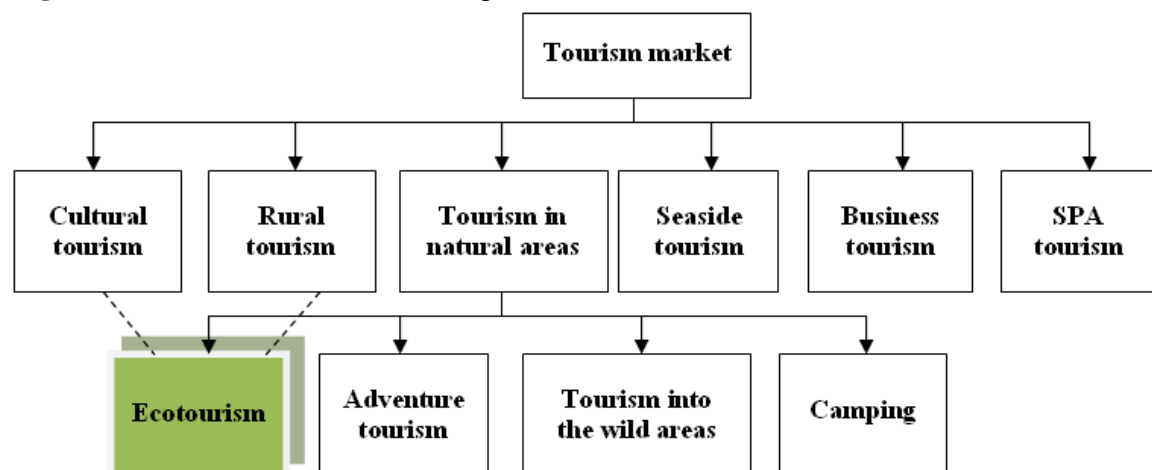 Tourism market
Cultural
tourism
Rural
tourism
Tourism in
natural areas
Seaside
tourism
Business
tourism
SPA
tourism
Ecotourism
Adventure
tourism
Tourism into
the wild areas
Camping